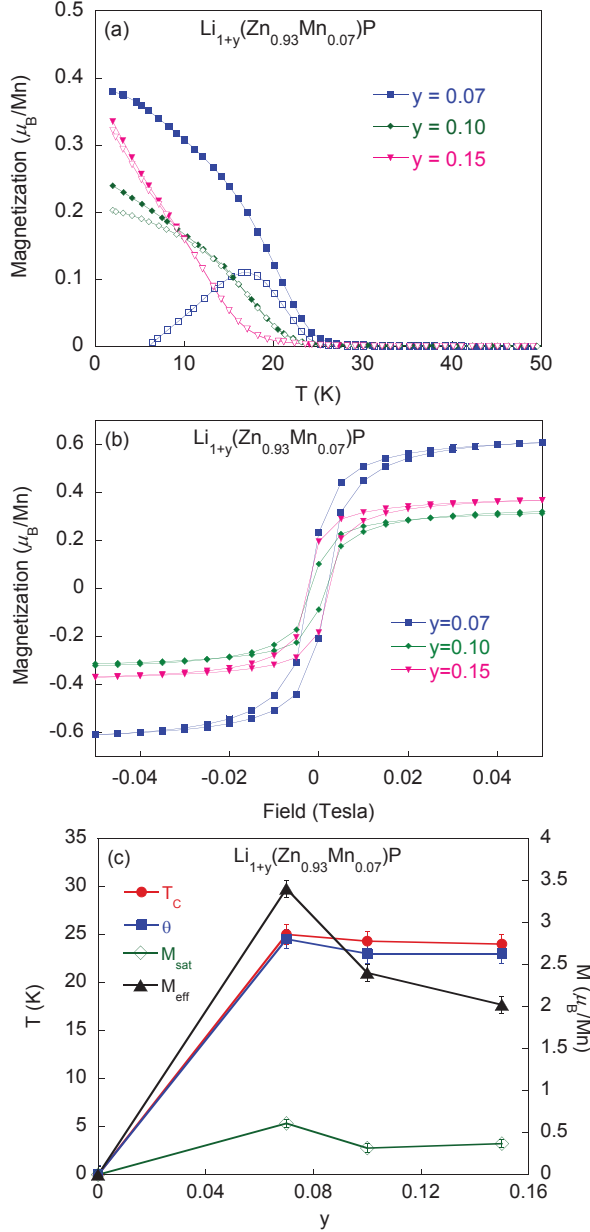 (a) Li1+y(Zn0.93Mn0.07)P
y = 0.07
y = 0.10
y = 0.15
Magnetization (μB/Mn)
0.5
0.4
0.3
0.2
0.1
0
0 10 20 30 40 50
T (K)
(b) Li1+y(Zn0.93Mn0.07)P
Magnetization (μB/Mn)
0.6
0.4
0.2
0
-0.2
-0.4
-0.6
y=0.07
y=0.10
y=0.15
-0.04 -0.02 0 0.02 0.04
Field (Tesla)
(c) Li1+y(Zn0.93Mn0.07)P
TC
θ
Msat
Meff
T (K)
35
30
25
20
15
10
5
0
M (μB/Mn)
4
3.5
3
2.5
2
1.5
1
0.5
0
0.00 0.04 0.08 0.12 0.16
y